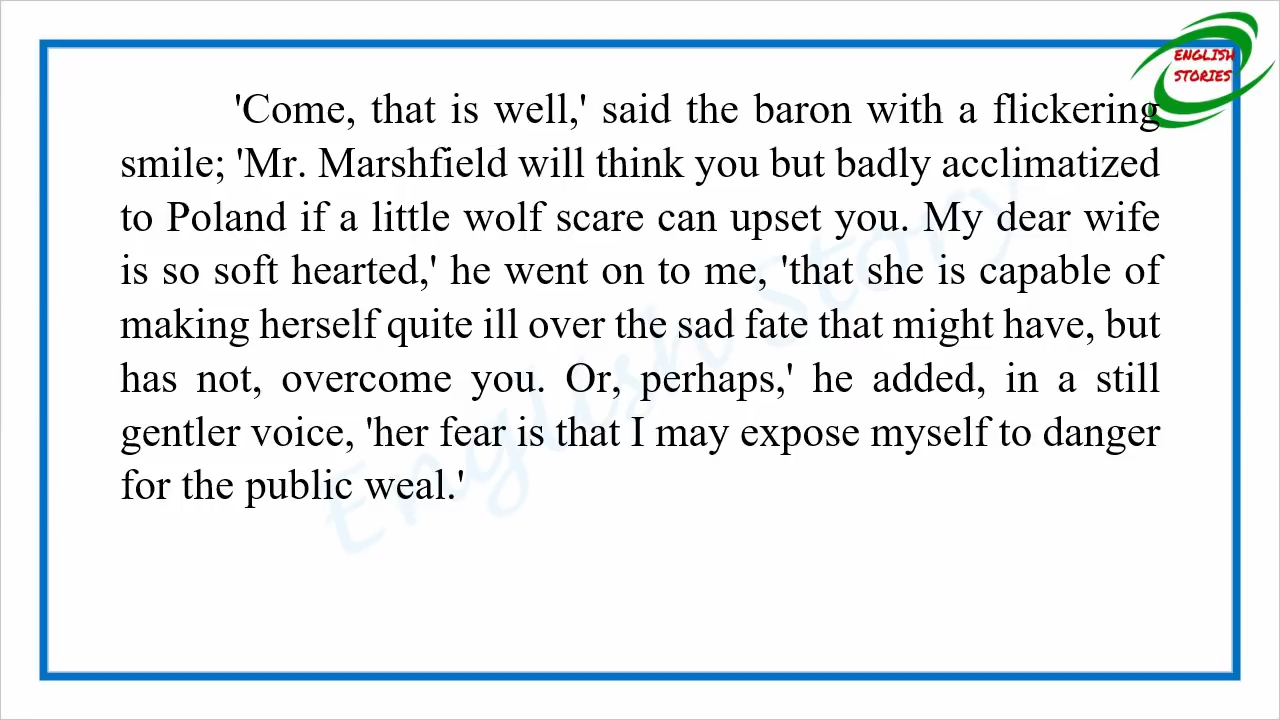 ENGLISH
STORIES
'Come, that is well,' said the baron with a flickering
smile; 'Mr. Marshfield will think you but badly acclimatized
to Poland if a little wolf scare can upset you. My dear wife
is so soft hearted,' he went on to me, 'that she is capable of
making herself quite ill over the sad fate that might have, but
has not, overcome you. Or, perhaps,' he added, in a still
gentler voice, 'her fear is that I may expose myself to danger
for the public weal.'
English Story